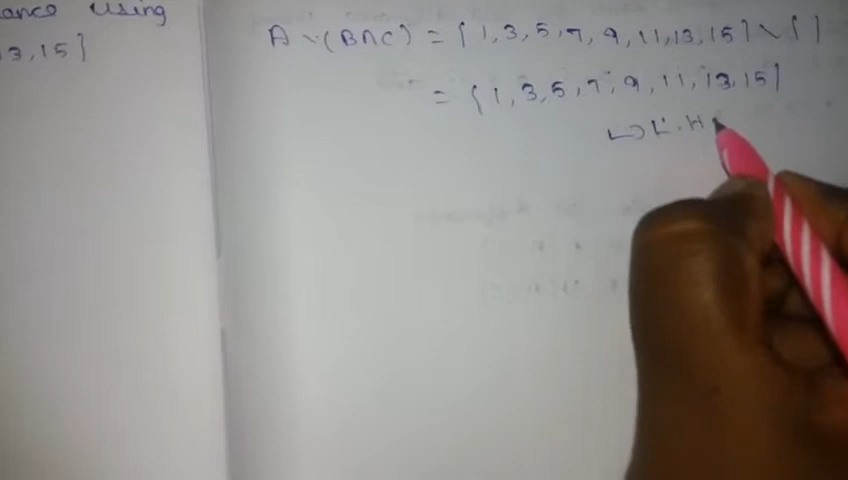 ance using
13,15}
A \ (B∩C) = { 1,3,5,7,9,11,13,15} \ { }
= { 1,3,5,7,9,11,13,15}
↪ L.H